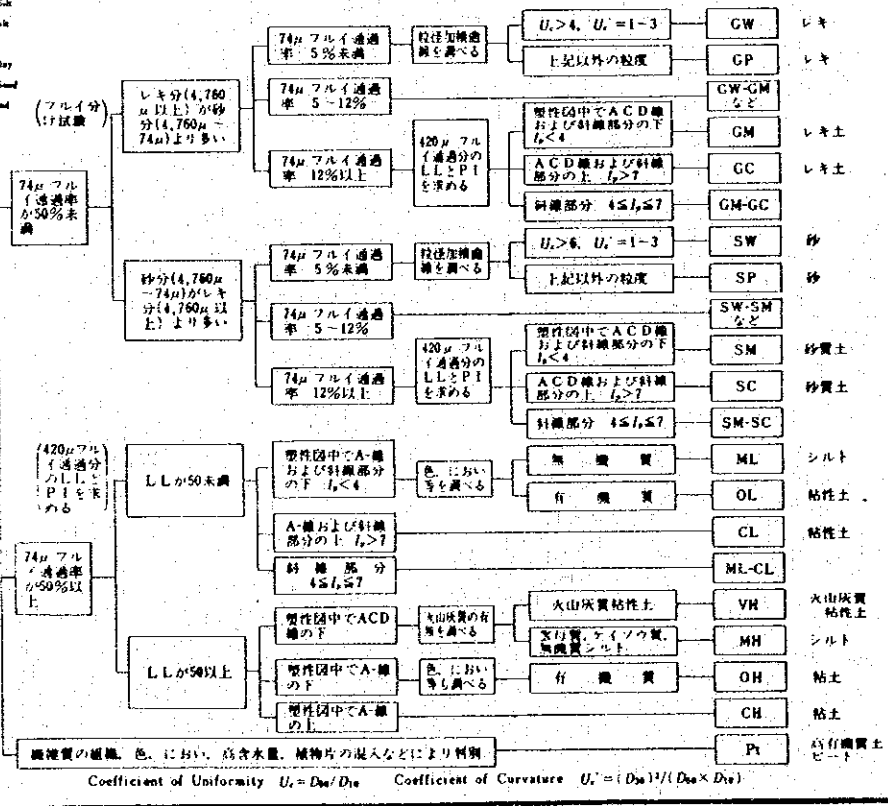 74μ フルイ通過
率 5%未満
粒径加積曲
線を調べる
Uc>4, Uc'=1~3
GW
レキ
上記以外の粒度
GP
レキ
(フルイ分
け試験)
レキ分(4,760
μ以上)が砂
分(4,760μ~
74μ)より多い
74μ フルイ通過
率 5~12%
GW-GM
など
74μ フルイ通過
率 12%以上
420μ フル
イ通過分の
LLとPI
を求める
塑性図中でACD線
および斜線部分の下
Ip<4
GM
レキ土
ACD線および斜線
部分の上 Ip>7
GC
レキ土
斜線部分 4≦Ip≦7
GM-GC
74μ フル
イ通過率
が50%未
満
砂分(4,760μ
~74μ)がレキ
分(4,760μ以
上)より多い
74μ フルイ通過
率 5%未満
粒径加積曲
線を調べる
Uc>6, Uc'=1~3
SW
砂
上記以外の粒度
SP
砂
74μ フルイ通過
率 5~12%
SW-SM
など
74μ フルイ通過
率 12%以上
420μ フル
イ通過分の
LLとPI
を求める
塑性図中でACD線
および斜線部分の下
Ip<4
SM
砂質土
ACD線および斜線
部分の上 Ip>7
SC
砂質土
斜線部分 4≦Ip≦7
SM-SC
(420μフル
イ通過分
のLLと
PIを求
める)
74μ フル
イ通過率
が50%以
上
LLが50未満
塑性図中でA-線
および斜線部分
の下 Ip<4
色、におい
等を調べる
無機質
ML
シルト
有機質
OL
粘性土
A-線および斜線
部分の上 Ip>7
CL
粘性土
斜線部分
4≦Ip≦7
ML-CL
LLが50以上
塑性図中でACD
線の下
火山灰質の有
無を調べる
火山灰質粘性土
VH
火山灰質
粘性土
雲母質,ケイソウ質,
無機質シルト
MH
シルト
塑性図中でA-線
の下
色、におい
等も調べる
有機質
OH
粘土
塑性図中でA-線
の上
CH
粘土
繊維質の組織、色、におい、高含水量、植物片の混入などにより判別
Pt
高有機質土
ピート
Coefficient of Uniformity Uc=D60/D10 Coefficient of Curvature Uc'=(D30)²/(D60×D10)